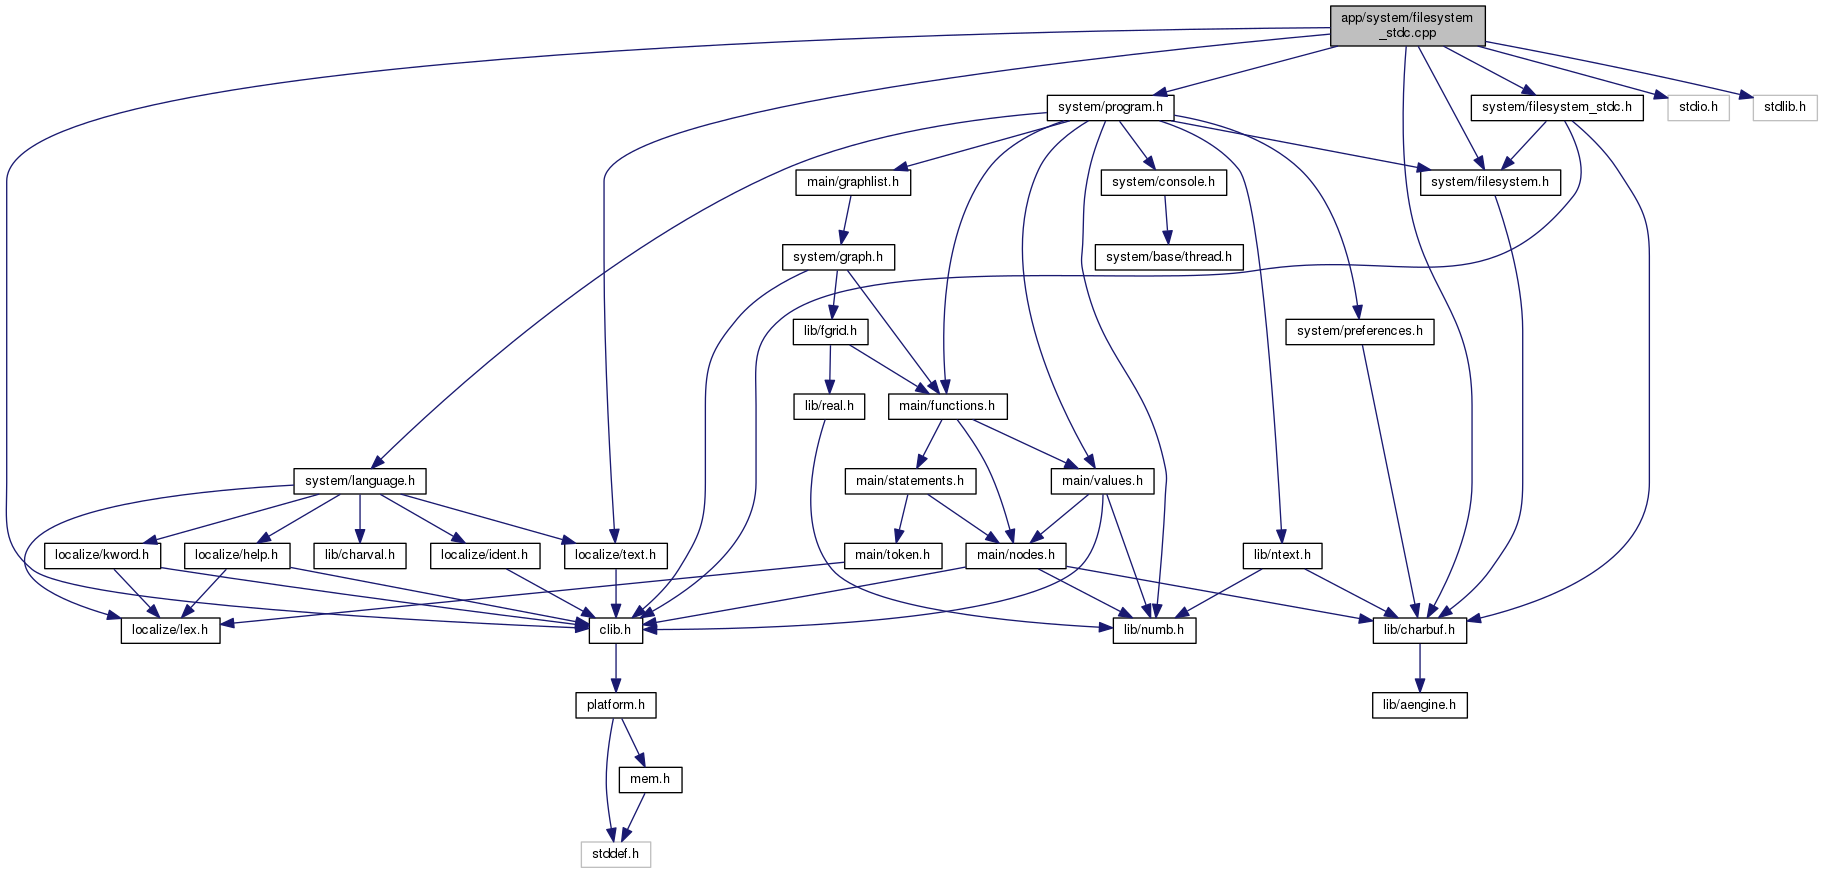 app/system/filesystem
_stdc.cpp
system/program.h
system/filesystem_stdc.h
stdio.h
stdlib.h
main/graphlist.h
system/console.h
system/filesystem.h
system/graph.h
system/base/thread.h
lib/fgrid.h
system/preferences.h
lib/real.h
main/functions.h
system/language.h
main/statements.h
main/values.h
localize/kword.h
localize/help.h
lib/charval.h
localize/ident.h
localize/text.h
main/token.h
main/nodes.h
lib/ntext.h
localize/lex.h
clib.h
lib/numb.h
lib/charbuf.h
platform.h
lib/aengine.h
mem.h
stddef.h